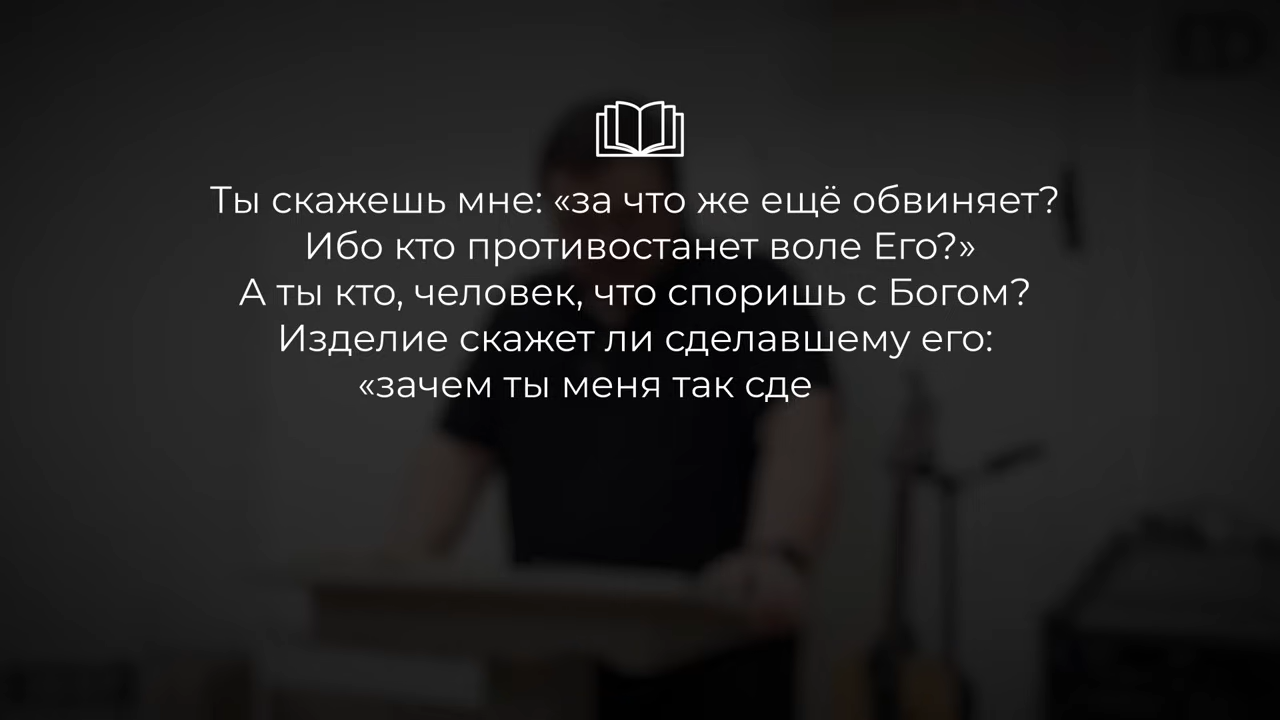 Ты скажешь мне: «за что же ещё обвиняет?
Ибо кто противостанет воле Его?»
А ты кто, человек, что споришь с Богом?
Изделие скажет ли сделавшему его:
«зачем ты меня так сде